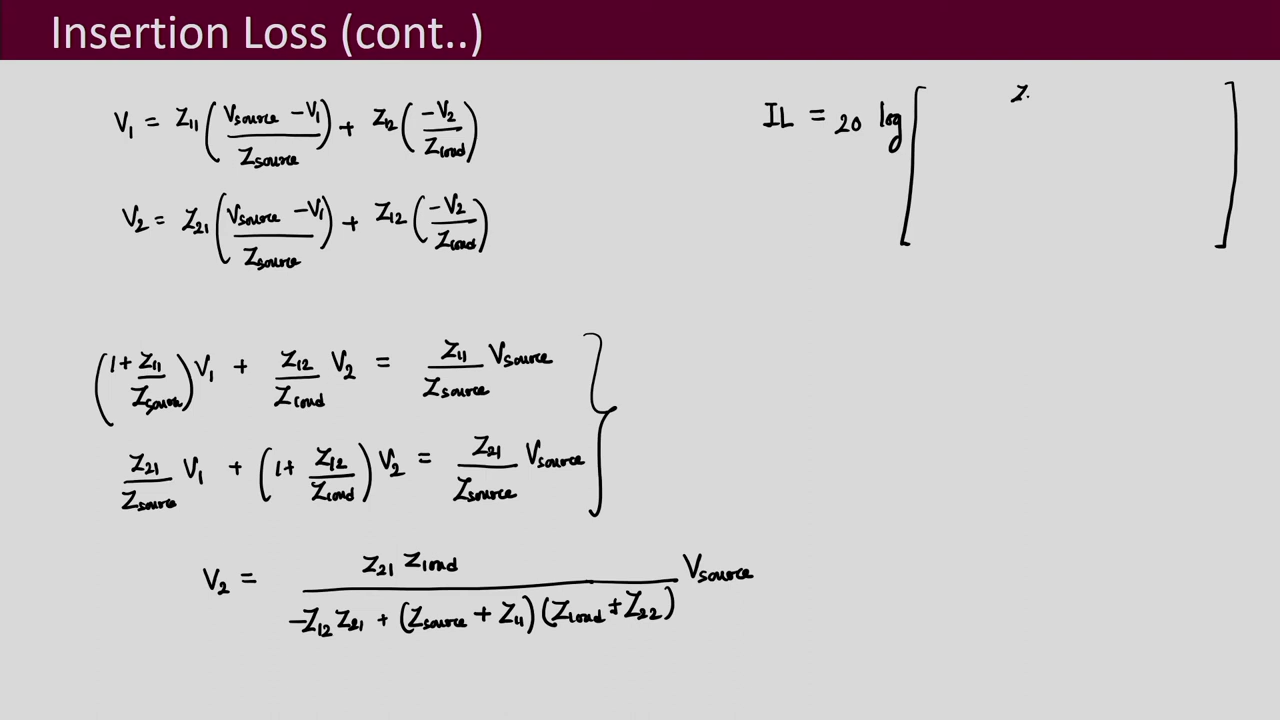 Insertion Loss (cont..)
V₁ = Z₁₁ ( (Vsource − V₁) / Zsource ) + Z₁₂ ( −V₂ / Zload )
V₂ = Z₂₁ ( (Vsource − V₁) / Zsource ) + Z₁₂ ( −V₂ / Zload )
( 1 + Z₁₁ / Zsource ) V₁ + Z₁₂ / Zload V₂ = Z₁₁ / Zsource Vsource
Z₂₁ / Zsource V₁ + ( 1 + Z₁₂ / Zload ) V₂ = Z₂₁ / Zsource Vsource
V₂ = Z₂₁ Zload / ( −Z₁₂ Z₂₁ + (Zsource + Z₁₁) (Zload + Z₂₂) ) Vsource
IL = 20 log [ Z ]